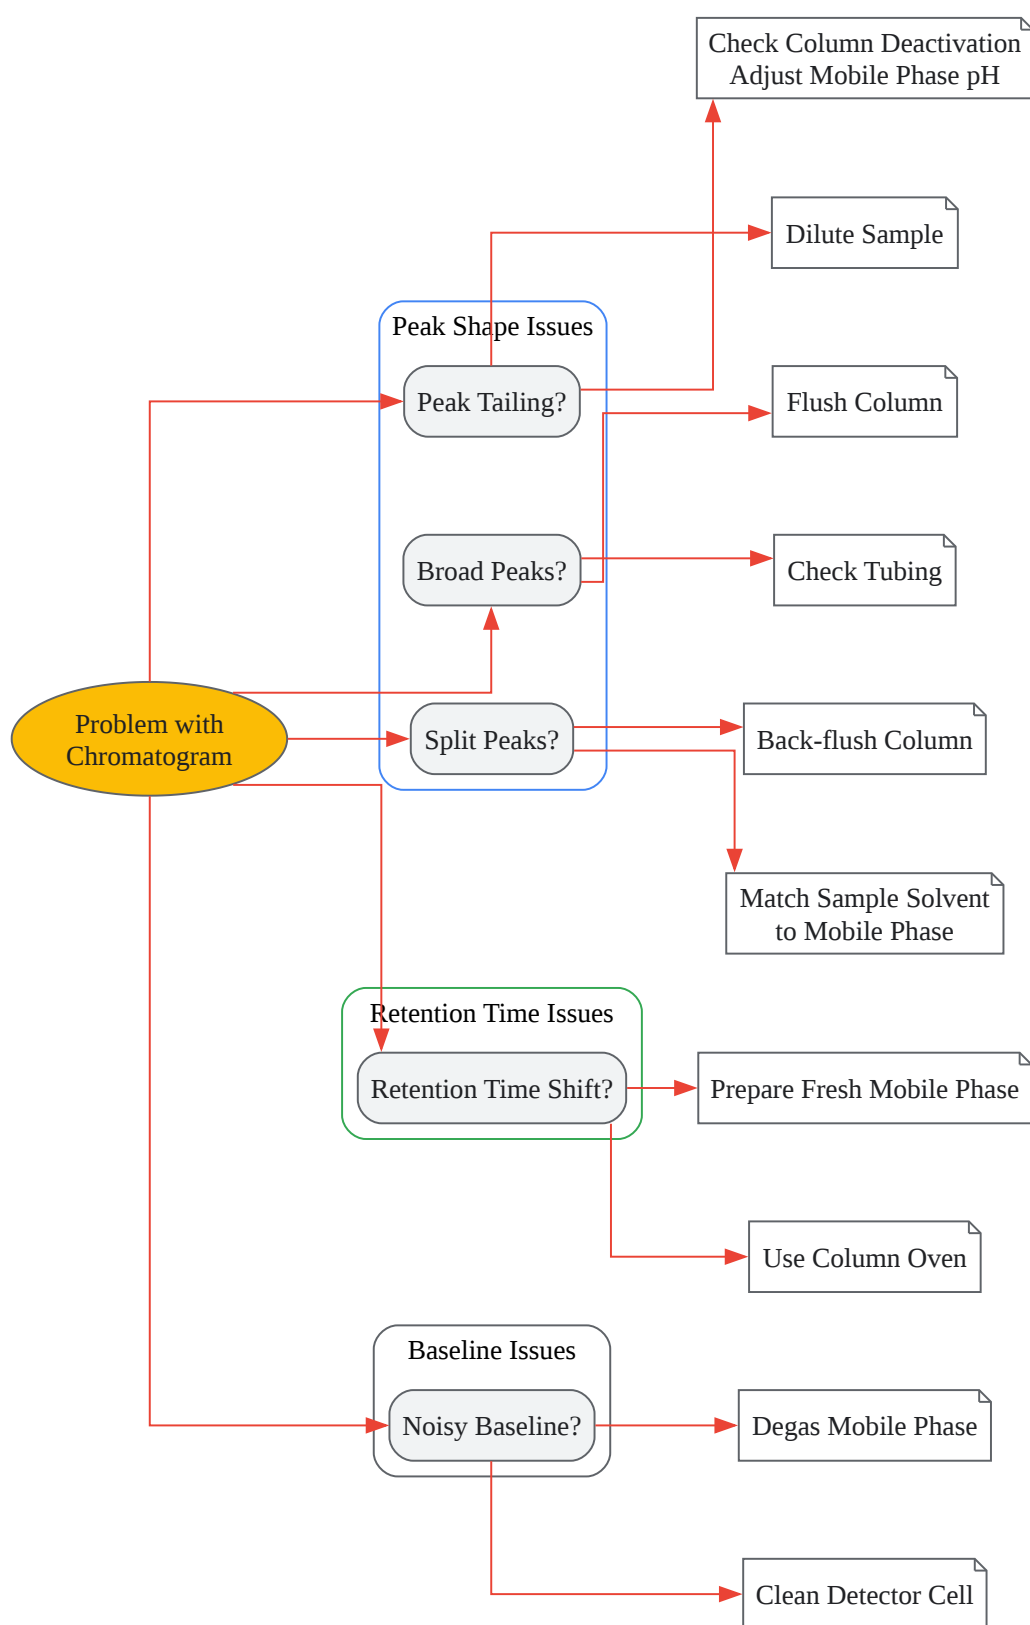 Check Column Deactivation
Adjust Mobile Phase pH
Dilute Sample
Peak Shape Issues
Peak Tailing?
Flush Column
Broad Peaks?
Check Tubing
Problem with
Chromatogram
Split Peaks?
Back-flush Column
Match Sample Solvent
to Mobile Phase
Retention Time Issues
Retention Time Shift?
Prepare Fresh Mobile Phase
Use Column Oven
Baseline Issues
Noisy Baseline?
Degas Mobile Phase
Clean Detector Cell